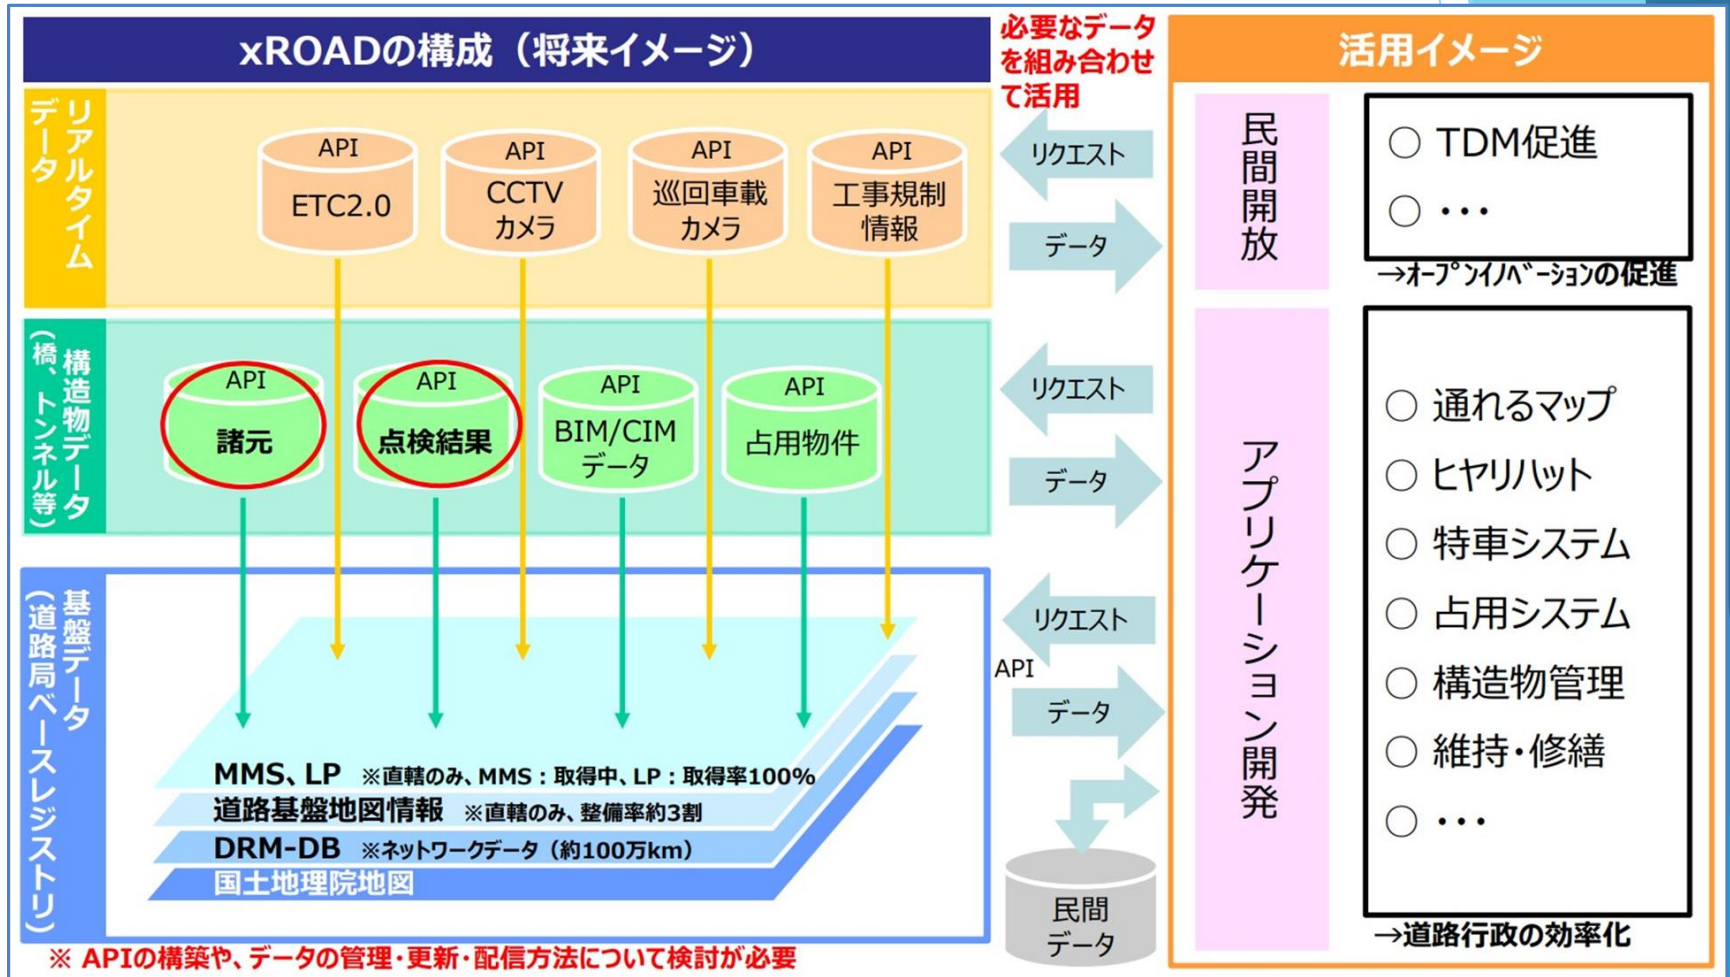 xROADの構成（将来イメージ）
必要なデータ
を組み合わせ
て活用
活用イメージ
リアルタイム
データ
API
ETC2.0
API
CCTV
カメラ
API
巡回車載
カメラ
API
工事規制
情報
リクエスト
データ
民間開放
○ TDM促進
○ ・・・
→ｵｰﾌﾟﾝｲﾉﾍﾞｰｼｮﾝの促進
構造物データ
(橋、トンネル等)
API
諸元
API
点検結果
API
BIM/CIM
データ
API
占用物件
リクエスト
データ
アプリケーション開発
○ 通れるマップ
○ ヒヤリハット
○ 特車システム
○ 占用システム
○ 構造物管理
○ 維持・修繕
○ ・・・
→道路行政の効率化
基盤データ
(道路局ベースレジストリ)
MMS、LP ※直轄のみ、MMS：取得中、LP：取得率100%
道路基盤地図情報 ※直轄のみ、整備率約3割
DRM-DB ※ネットワークデータ（約100万km）
国土地理院地図
リクエスト
API
データ
民間
データ
※ APIの構築や、データの管理・更新・配信方法について検討が必要